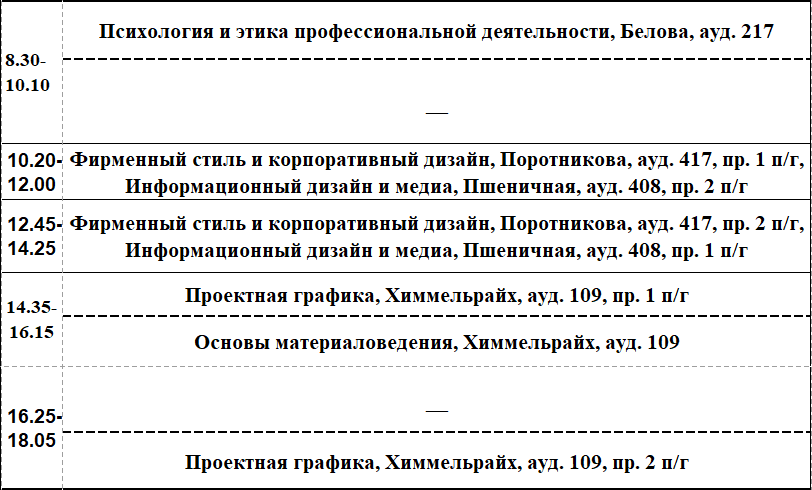 Психология и этика профессиональной деятельности, Белова, ауд. 217
8.30-
10.10
—
10.20-
12.00
Фирменный стиль и корпоративный дизайн, Поротникова, ауд. 417, пр. 1 п/г,
Информационный дизайн и медиа, Пшеничная, ауд. 408, пр. 2 п/г
12.45-
14.25
Фирменный стиль и корпоративный дизайн, Поротникова, ауд. 417, пр. 2 п/г,
Информационный дизайн и медиа, Пшеничная, ауд. 408, пр. 1 п/г
14.35-
16.15
Проектная графика, Химмельрайх, ауд. 109, пр. 1 п/г
Основы материаловедения, Химмельрайх, ауд. 109
16.25-
18.05
—
Проектная графика, Химмельрайх, ауд. 109, пр. 2 п/г